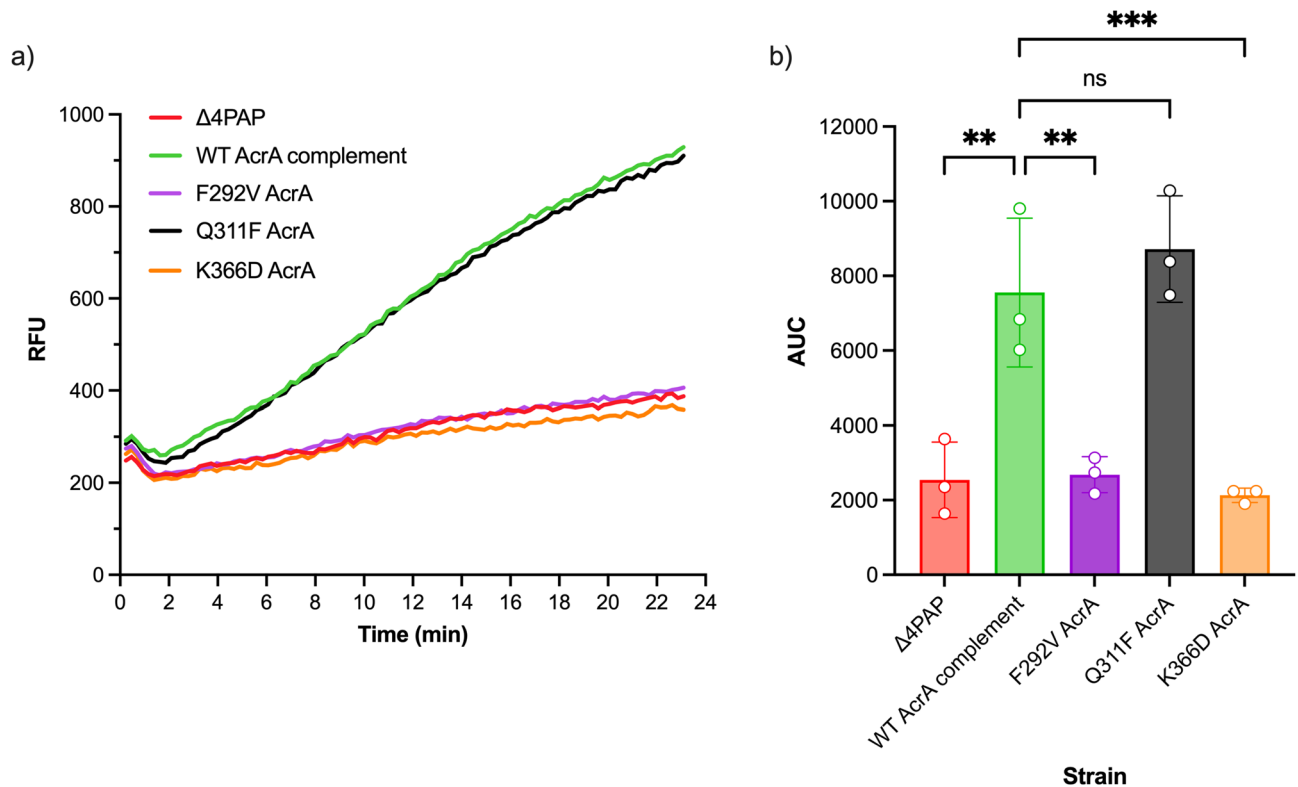 a)
1000
800
600
400
200
0
RFU
Δ4PAP
WT AcrA complement
F292V AcrA
Q311F AcrA
K366D AcrA
0 2 4 6 8 10 12 14 16 18 20 22 24
Time (min)
b)
✱✱✱
ns
✱✱ ✱✱
12000
10000
8000
6000
4000
2000
0
AUC
Δ4PAP
WT AcrA complement
F292V AcrA
Q311F AcrA
K366D AcrA
Strain